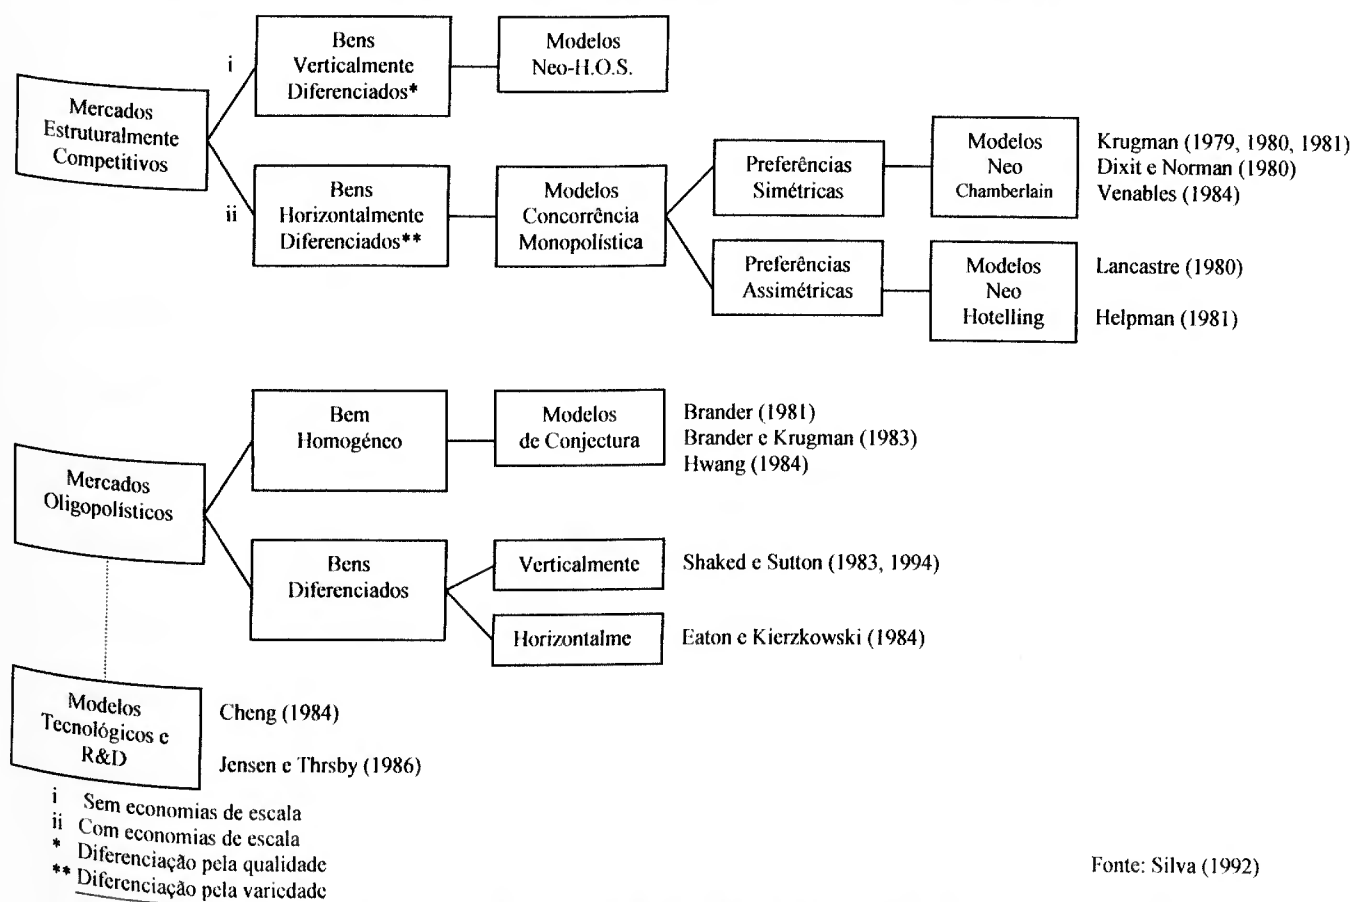 i
Bens
Verticalmente
Diferenciados*
Modelos
Neo-H.O.S.
Mercados
Estruturalmente
Competitivos
ii
Bens
Horizontalmente
Diferenciados**
Modelos
Concorrência
Monopolística
Preferências
Simétricas
Modelos
Neo
Chamberlain
Krugman (1979, 1980, 1981)
Dixit e Norman (1980)
Venables (1984)
Preferências
Assimétricas
Modelos
Neo
Hotelling
Lancastre (1980)
Helpman (1981)
Mercados
Oligopolísticos
Bem
Homogéneo
Modelos
de Conjectura
Brander (1981)
Brander e Krugman (1983)
Hwang (1984)
Bens
Diferenciados
Verticalmente
Shaked e Sutton (1983, 1994)
Horizontalme
Eaton e Kierzkowski (1984)
Modelos
Tecnológicos e
R&D
Cheng (1984)
Jensen e Thrsby (1986)
i Sem economias de escala
ii Com economias de escala
* Diferenciação pela qualidade
** Diferenciação pela variedade
Fonte: Silva (1992)